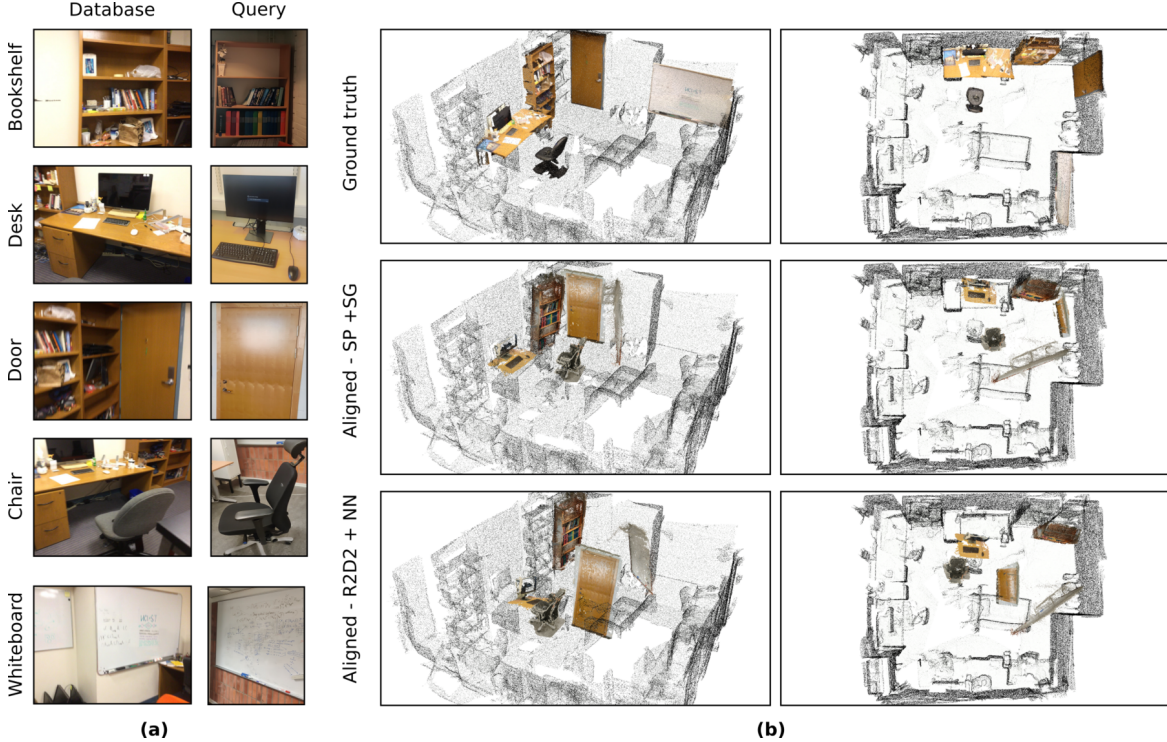 Database
Query
Bookshelf
Desk
Door
Chair
Whiteboard
(a)
Ground truth
Aligned - SP +SG
Aligned - R2D2 + NN
(b)